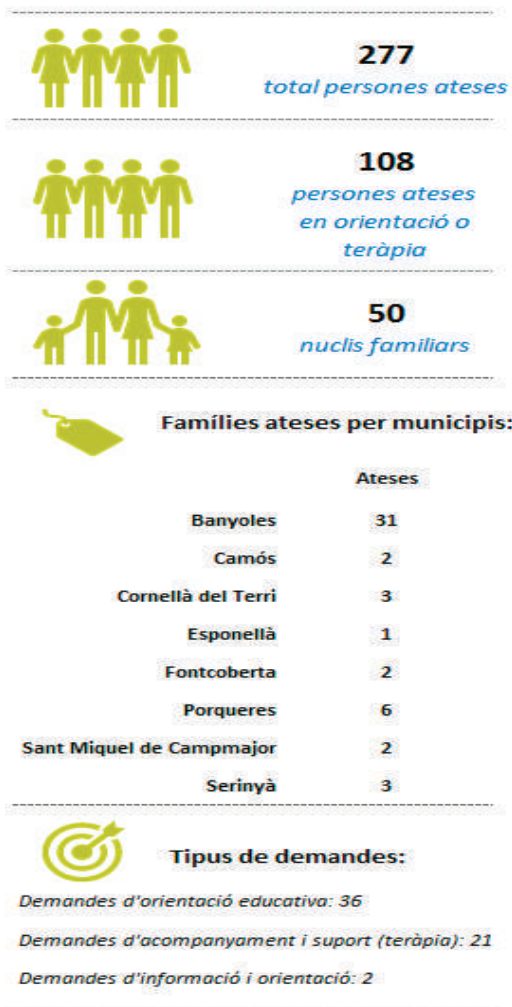 277
total persones ateses
108
persones ateses
en orientació o
teràpia
50
nuclis familiars
Famílies ateses per municipis:
Ateses
Banyoles 31
Camós 2
Cornellà del Terri 3
Esponellà 1
Fontcoberta 2
Porqueres 6
Sant Miquel de Campmajor 2
Serinyà 3
Tipus de demandes:
Demandes d'orientació educativa: 36
Demandes d'acompanyament i suport (teràpia): 21
Demandes d'informació i orientació: 2